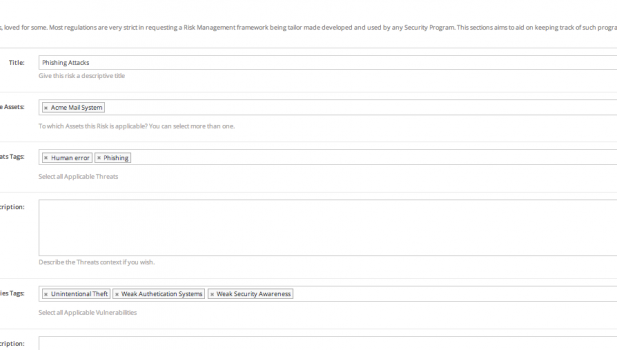 , loved for some. Most regulations are very strict in requesting a Risk Management framework being tailor made developed and used by any Security Program. This sections aims to aid on keeping track of such progra
Title: Phishing Attacks
Give this risk a descriptive title
e Assets: × Acme Mail System
To which Assets this Risk is applicable? You can select more than one.
ats Tags: × Human error × Phishing
Select all Applicable Threats
cription:
Describe the Threats context if you wish.
ies Tags: × Unintentional Theft × Weak Authetication Systems × Weak Security Awareness
Select all Applicable Vulnerabilities
cription: